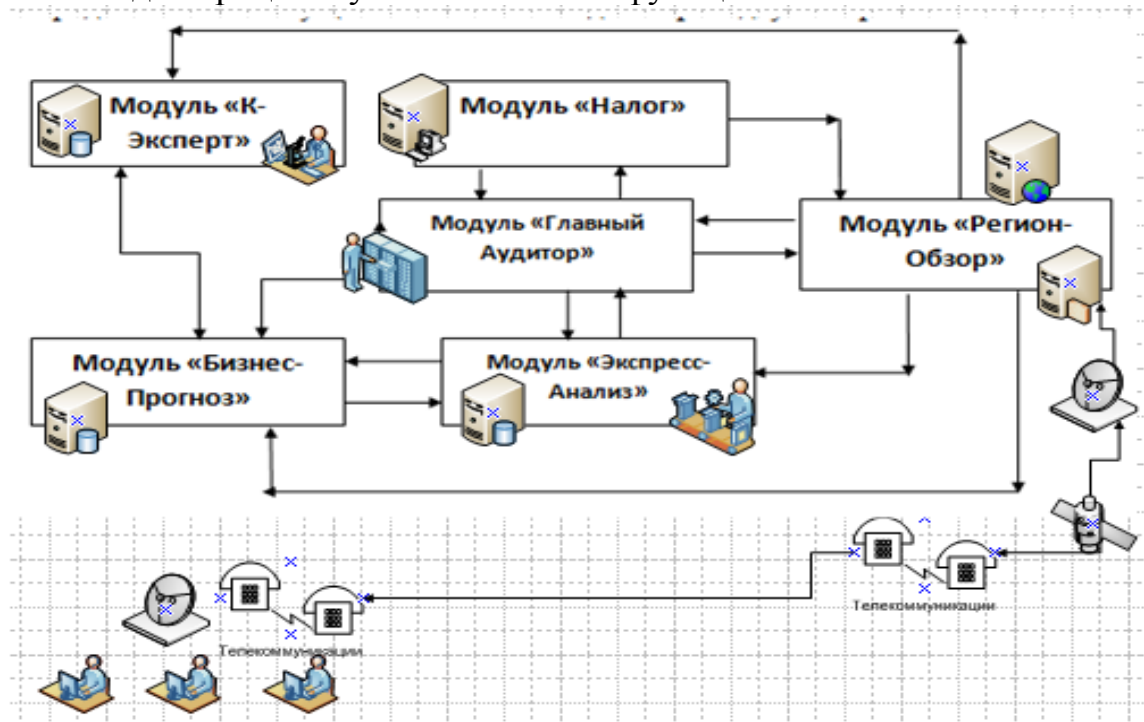 Модуль «К-
Эксперт»
Модуль «Налог»
Модуль «Главный
Аудитор»
Модуль «Регион-
Обзор»
Модуль «Бизнес-
Прогноз»
Модуль «Экспресс-
Анализ»
Телекоммуникации
Телекоммуникации